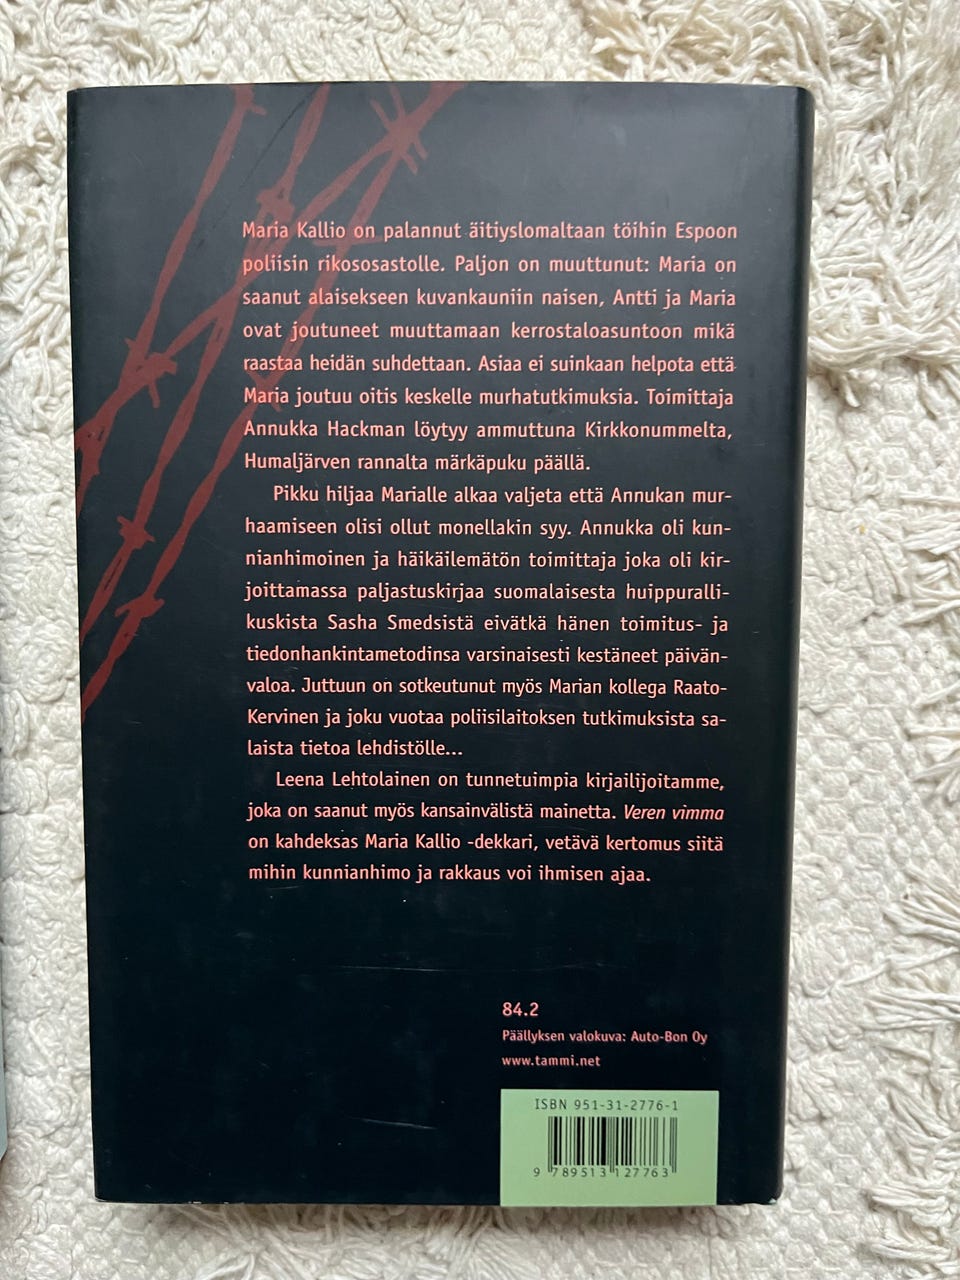 Maria Kallio on palannut äitiyslomaltaan töihin Espoon
poliisin rikososastolle. Paljon on muuttunut: Maria on
saanut alaisekseen kuvankauniin naisen, Antti ja Maria
ovat joutuneet muuttamaan kerrostaloasuntoon mikä
raastaa heidän suhdettaan. Asiaa ei suinkaan helpota että
Maria joutuu oitis keskelle murhatutkimuksia. Toimittaja
Annukka Hackman löytyy ammuttuna Kirkkonummelta,
Humaljärven rannalta märkäpuku päällä.
Pikku hiljaa Marialle alkaa valjeta että Annukan mur-
haamiseen olisi ollut monellakin syy. Annukka oli kun-
nianhimoinen ja häikäilemätön toimittaja joka oli kir-
joittamassa paljastuskirjaa suomalaisesta huippuralli-
kuskista Sasha Smedsistä eivätkä hänen toimitus- ja
tiedonhankintametodinsa varsinaisesti kestäneet päivän-
valoa. Juttuun on sotkeutunut myös Marian kollega Raato-
Kervinen ja joku vuotaa poliisilaitoksen tutkimuksista sa-
laista tietoa lehdistölle...
Leena Lehtolainen on tunnetuimpia kirjailijoitamme,
joka on saanut myös kansainvälistä mainetta. Veren vimma
on kahdeksas Maria Kallio -dekkari, vetävä kertomus siitä
mihin kunnianhimo ja rakkaus voi ihmisen ajaa.
84.2
Päällyksen valokuva: Auto-Bon Oy
www.tammi.net
ISBN 951-31-2776-1
9 789513 127763